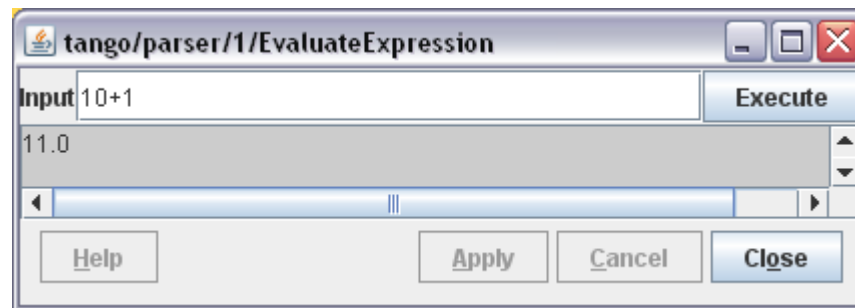 tango/parser/1/EvaluateExpression
Input 10+1 Execute
11.0
Help Apply Cancel Close